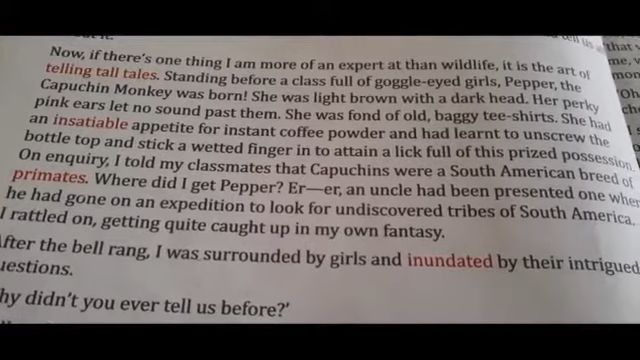 tell us
Now, if there's one thing I am more of an expert at than wildlife, it is the art of
telling tall tales. Standing before a class full of goggle-eyed girls, Pepper, the
Capuchin Monkey was born! She was light brown with a dark head. Her perky
pink ears let no sound past them. She was fond of old, baggy tee-shirts. She had
an insatiable appetite for instant coffee powder and had learnt to unscrew the
bottle top and stick a wetted finger in to attain a lick full of this prized possession.
On enquiry, I told my classmates that Capuchins were a South American breed of
primates. Where did I get Pepper? Er—er, an uncle had been presented one when
he had gone on an expedition to look for undiscovered tribes of South America.
I rattled on, getting quite caught up in my own fantasy.
After the bell rang, I was surrounded by girls and inundated by their intrigued
uestions.
hy didn't you ever tell us before?'